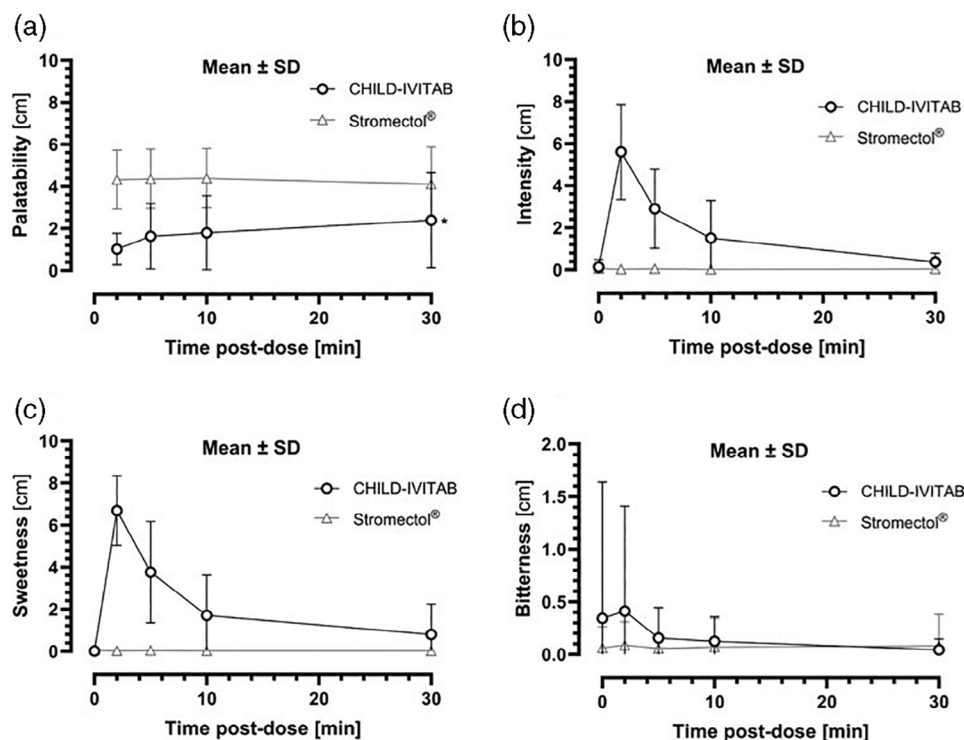 (a)
Mean ± SD
CHILD-IVITAB
Stromectol®
Palatability [cm]
10
8
6
4
2
0
*
0 10 20 30
Time post-dose [min]
(b)
Mean ± SD
CHILD-IVITAB
Stromectol®
Intensity [cm]
10
8
6
4
2
0
0 10 20 30
Time post-dose [min]
(c)
Mean ± SD
CHILD-IVITAB
Stromectol®
Sweetness [cm]
10
8
6
4
2
0
0 10 20 30
Time post-dose [min]
(d)
Mean ± SD
CHILD-IVITAB
Stromectol®
Bitterness [cm]
2.0
1.5
1.0
0.5
0.0
0 10 20 30
Time post-dose [min]